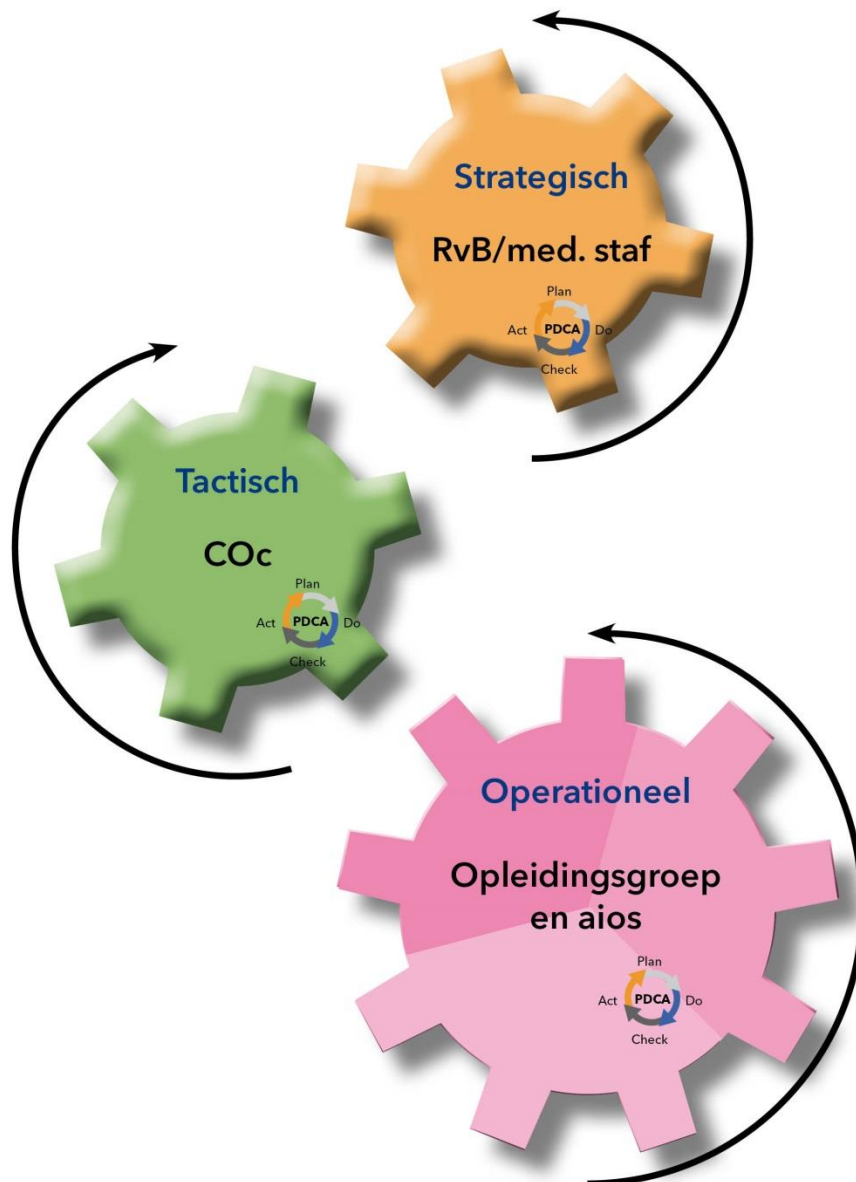 Strategisch
RvB/med. staf
Plan
Act PDCA Do
Check
Tactisch
COc
Plan
Act PDCA Do
Check
Operationeel
Opleidingsgroep
en aios
Plan
Act PDCA Do
Check